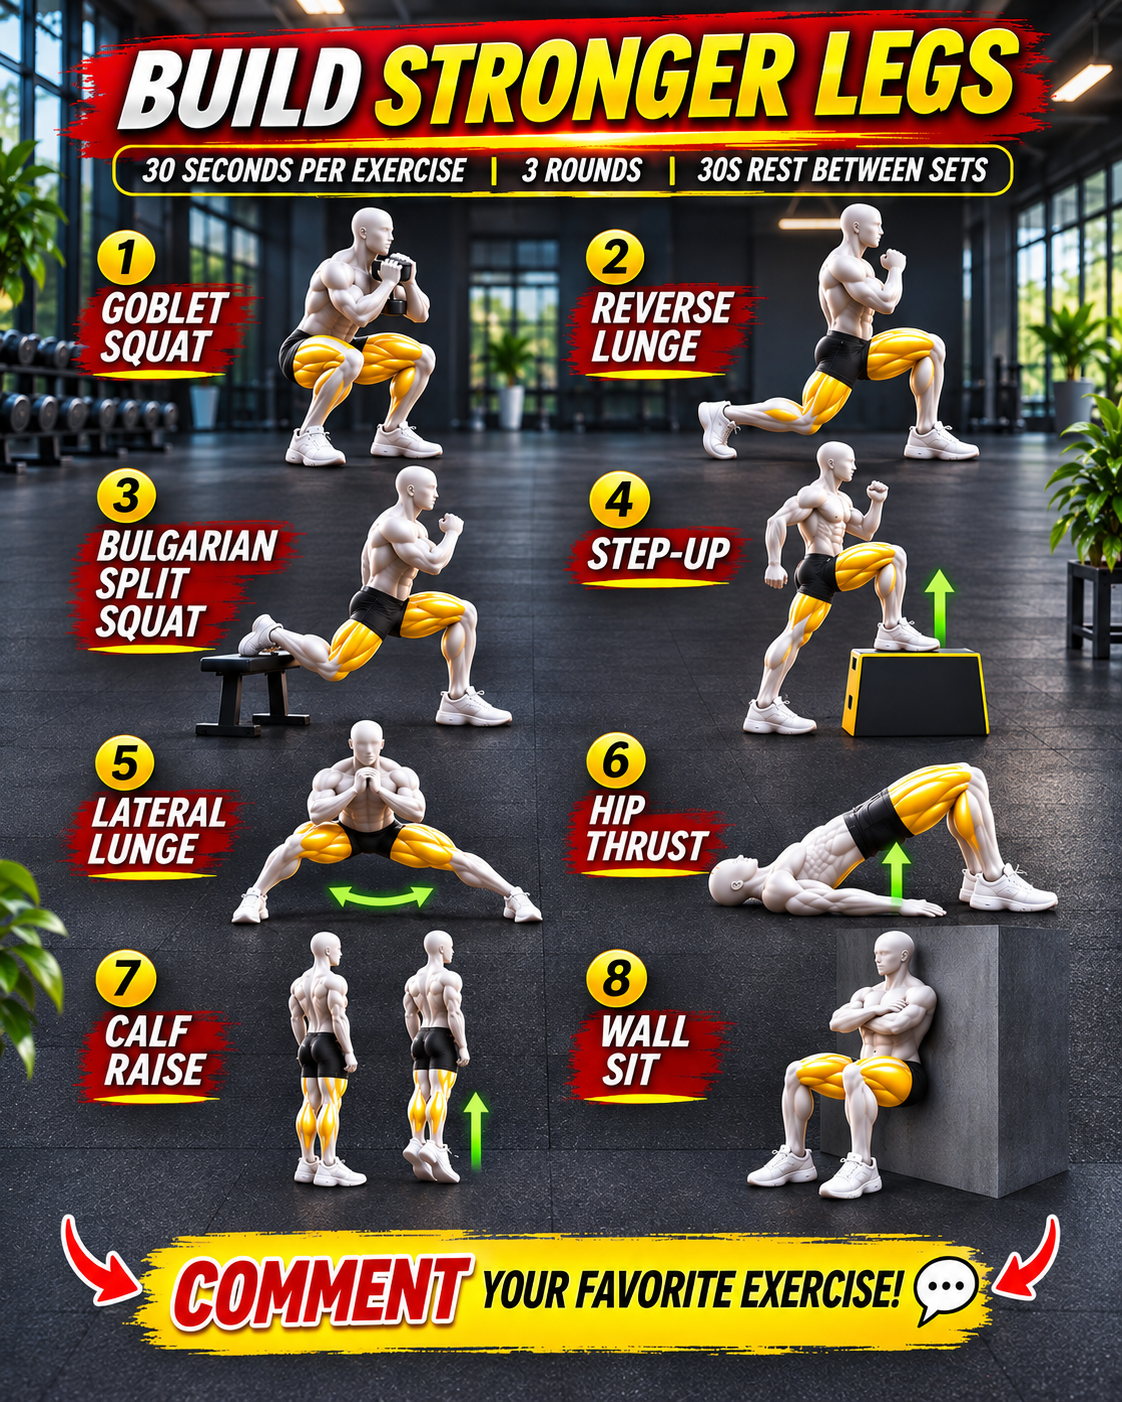 BUILD STRONGER LEGS
30 SECONDS PER EXERCISE | 3 ROUNDS | 30S REST BETWEEN SETS
1
GOBLET
SQUAT
2
REVERSE
LUNGE
3
BULGARIAN
SPLIT
SQUAT
4
STEP-UP
5
LATERAL
LUNGE
6
HIP
THRUST
7
CALF
RAISE
8
WALL
SIT
COMMENT YOUR FAVORITE EXERCISE!